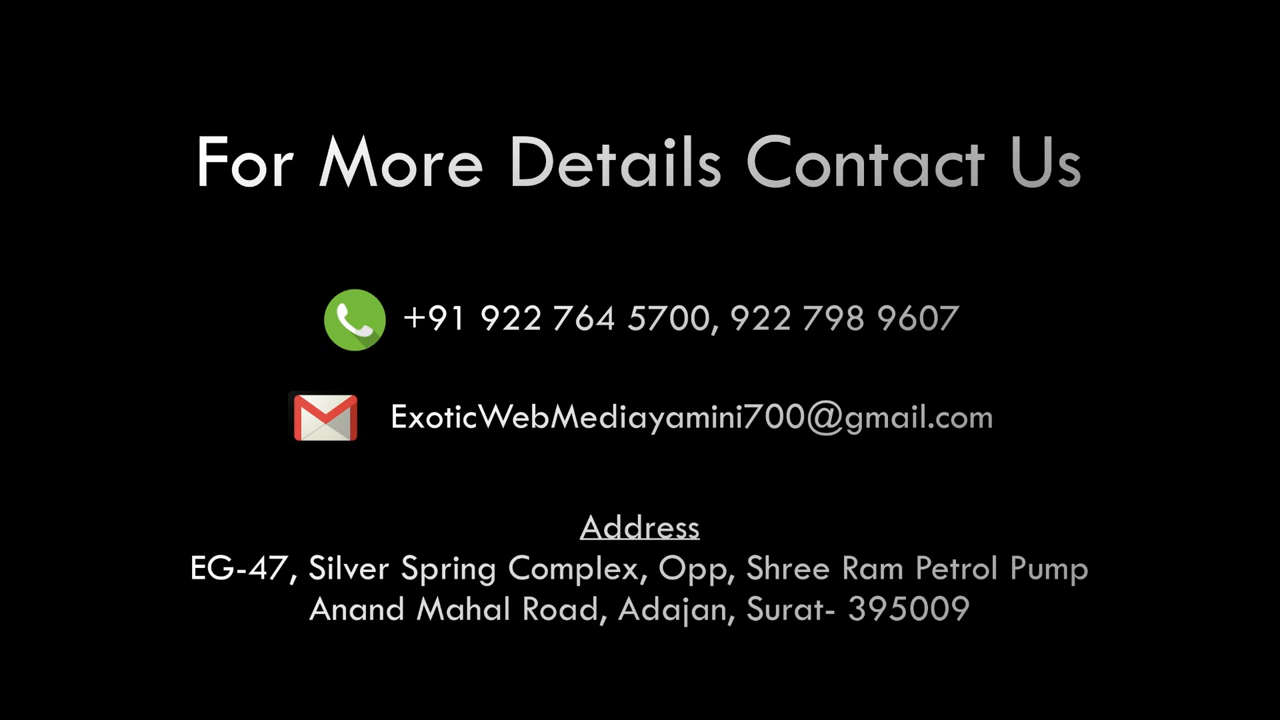 For More Details Contact Us
+91 922 764 5700, 922 798 9607
ExoticWebMediayamini700@gmail.com
Address
EG-47, Silver Spring Complex, Opp, Shree Ram Petrol Pump
Anand Mahal Road, Adajan, Surat- 395009